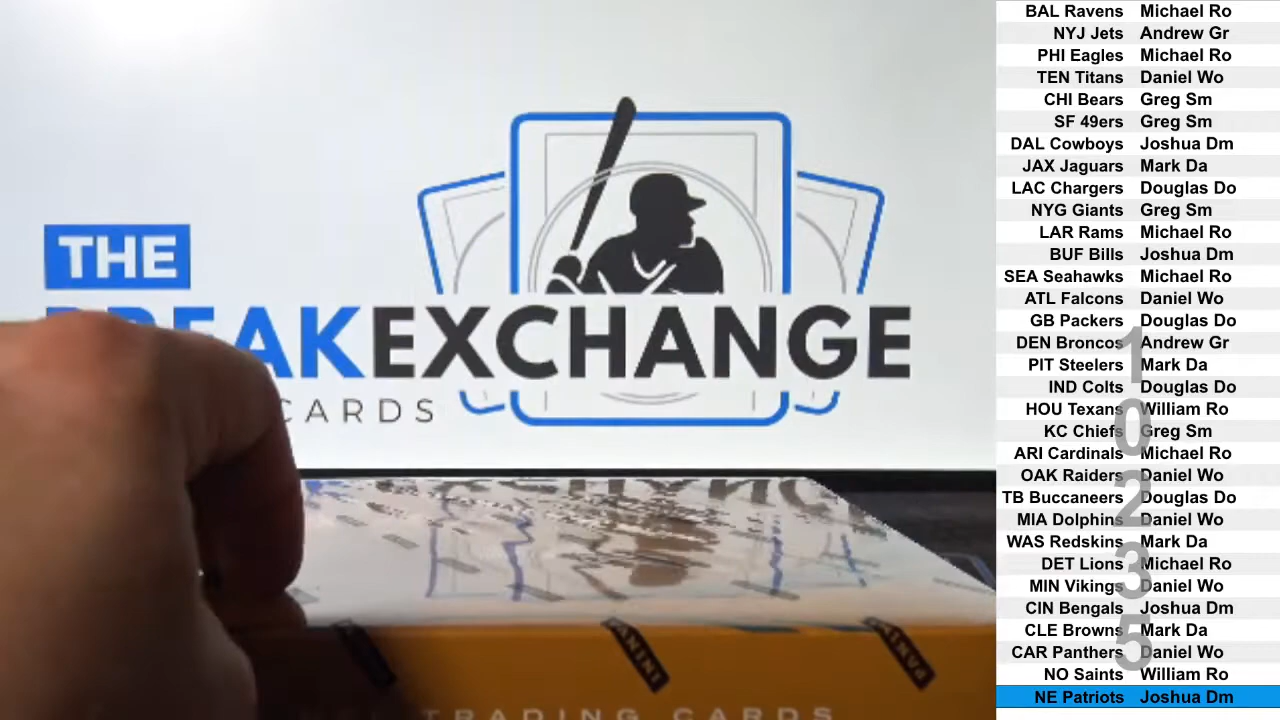 THE
BREAKEXCHANGE
CARDS
PANINI
PANINI
TRADING CARDS
BAL Ravens Michael Ro
NYJ Jets Andrew Gr
PHI Eagles Michael Ro
TEN Titans Daniel Wo
CHI Bears Greg Sm
SF 49ers Greg Sm
DAL Cowboys Joshua Dm
JAX Jaguars Mark Da
LAC Chargers Douglas Do
NYG Giants Greg Sm
LAR Rams Michael Ro
BUF Bills Joshua Dm
SEA Seahawks Michael Ro
ATL Falcons Daniel Wo
GB Packers Douglas Do
DEN Broncos Andrew Gr
PIT Steelers Mark Da
IND Colts Douglas Do
HOU Texans William Ro
KC Chiefs Greg Sm
ARI Cardinals Michael Ro
OAK Raiders Daniel Wo
TB Buccaneers Douglas Do
MIA Dolphins Daniel Wo
WAS Redskins Mark Da
DET Lions Michael Ro
MIN Vikings Daniel Wo
CIN Bengals Joshua Dm
CLE Browns Mark Da
CAR Panthers Daniel Wo
NO Saints William Ro
NE Patriots Joshua Dm
10235